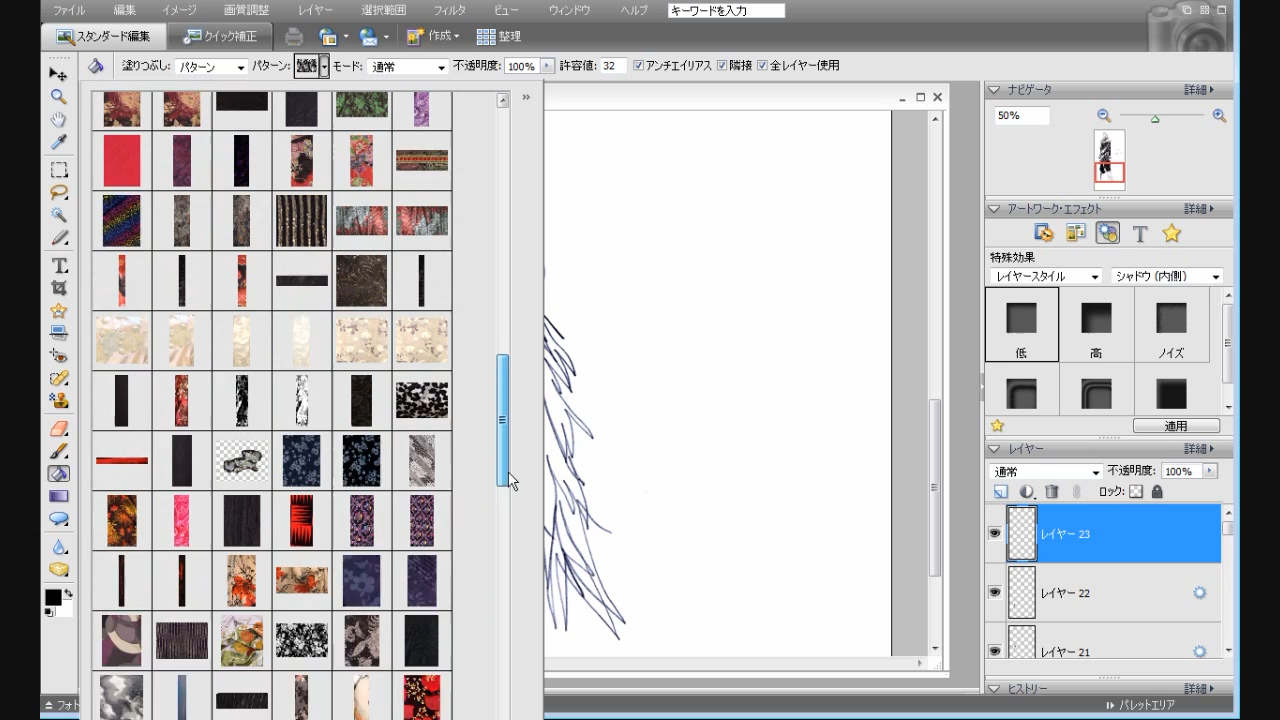 ファイル 編集 イメージ 画質調整 レイヤー 選択範囲 フィルタ ビュー ウィンドウ ヘルプ キーワードを入力
スタンダード編集 クイック補正 作成 整理
塗りつぶし: パターン パターン: モード: 通常 不透明度: 100% 許容値: 32 アンチエイリアス 隣接 全レイヤー使用
ナビゲータ 詳細
50%
アートワーク・エフェクト 詳細
特殊効果
レイヤースタイル シャドウ (内側)
低 高 ノイズ
適用
レイヤー 詳細
通常 不透明度: 100%
ロック:
レイヤー 23
レイヤー 22
レイヤー 21
ヒストリー 詳細
フォト
パレットエリア